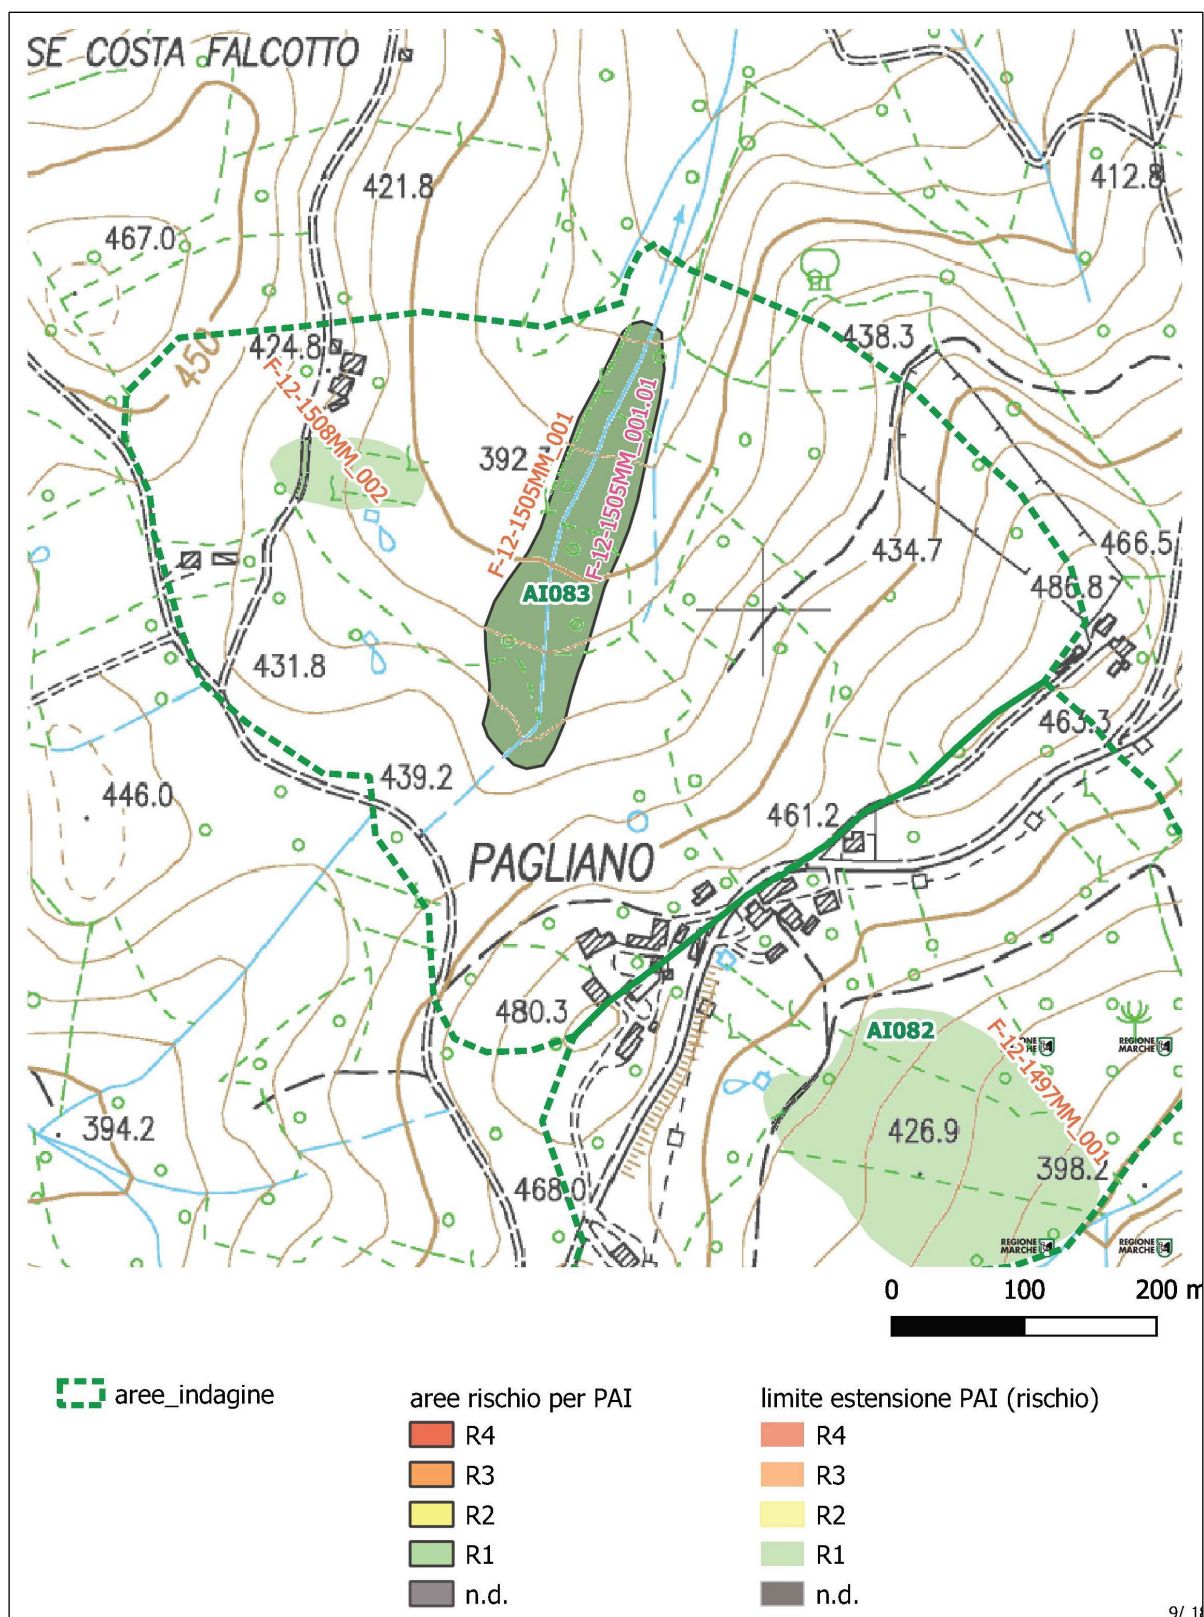 SE COSTA FALCOTTO
421.8
412.8
467.0
438.3
424.8
450
F-12-1508MM_002
392
F-12-1505MM_001
F-12-1505MM_001.01
434.7
466.5
486.8
AI083
431.8
463.3
439.2
446.0
461.2
PAGLIANO
480.3
AI082
F-12-1497MM_001
REGIONE MARCHE
394.2
426.9
398.2
468.0
REGIONE MARCHE
REGIONE MARCHE
0 100 200 m
aree_indagine
aree rischio per PAI
R4
R3
R2
R1
n.d.
limite estensione PAI (rischio)
R4
R3
R2
R1
n.d.